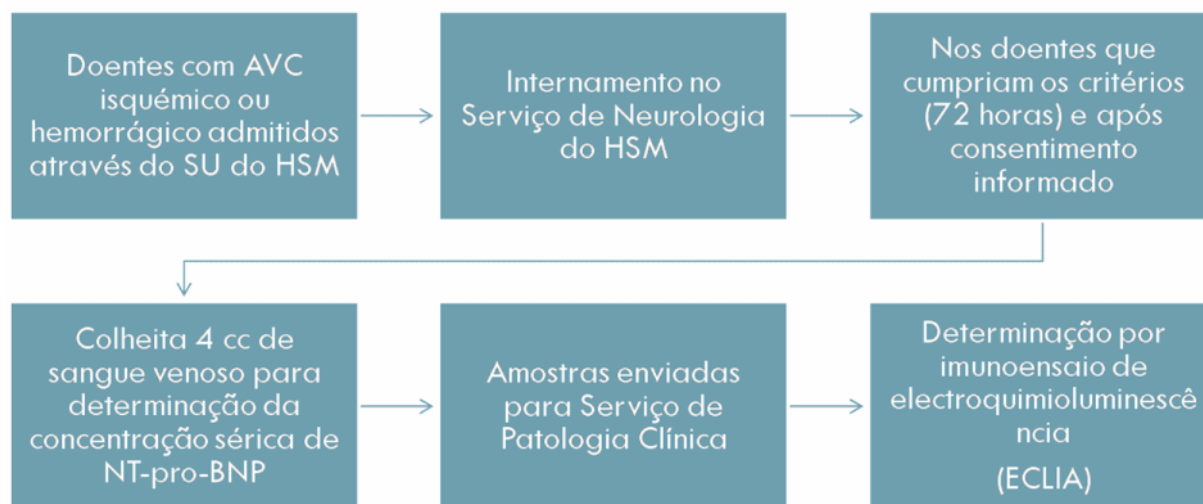 Doentes com AVC
isquémico ou
hemorrágico admitidos
através do SU do HSM
Internamento no
Serviço de Neurologia
do HSM
Nos doentes que
cumpriam os critérios
(72 horas) e após
consentimento
informado
Colheita 4 cc de
sangue venoso para
determinação da
concentração sérica de
NT-pro-BNP
Amostras enviadas
para Serviço de
Patologia Clínica
Determinação por
imunoensaio de
electroquimioluminescê
ncia
(ECLIA)